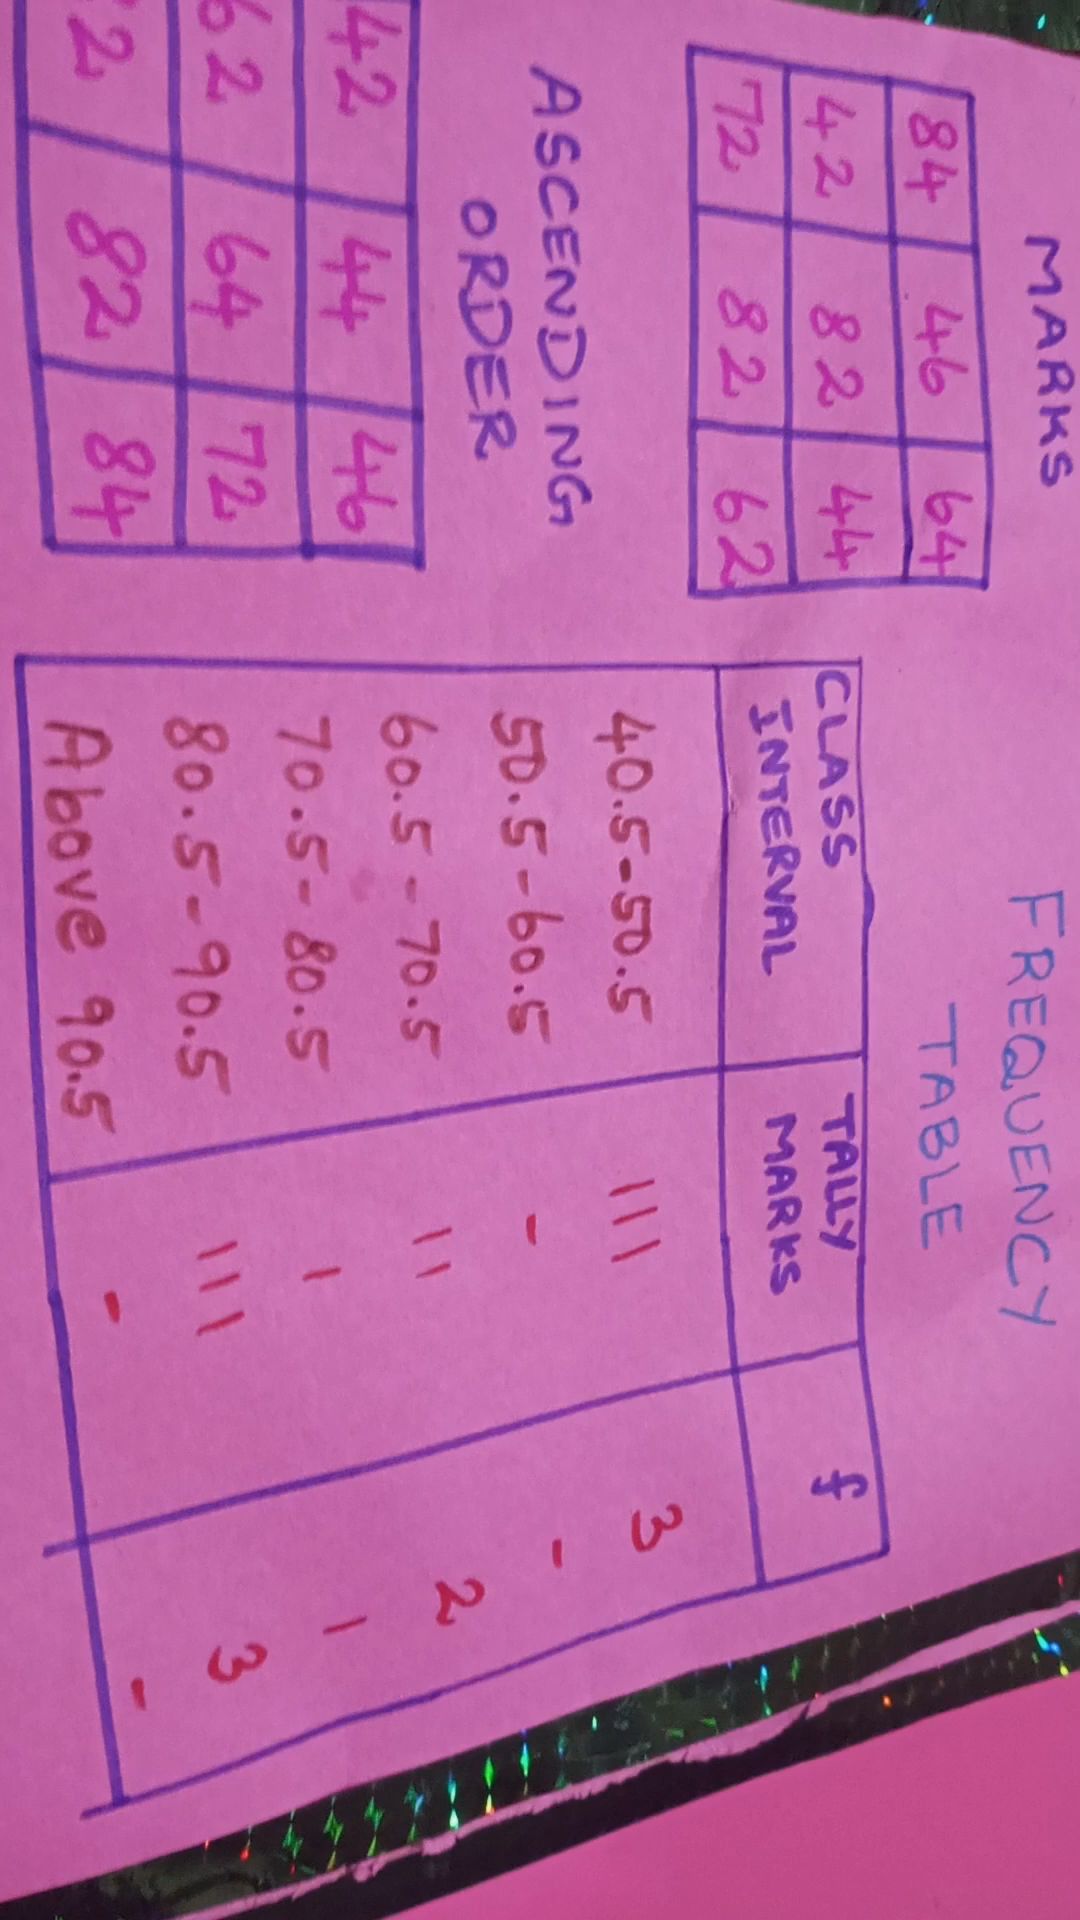 MARKS
84 46 64
42 82 44
72 82 62
ASCENDING
ORDER
42 44 46
62 64 72
82 84
FREQUENCY
TABLE
CLASS INTERVAL TALLY MARKS f
40.5-50.5 ||| 3
50.5-60.5 - -
60.5-70.5 || 2
70.5-80.5 | 1
80.5-90.5 ||| 3
Above 90.5 - -